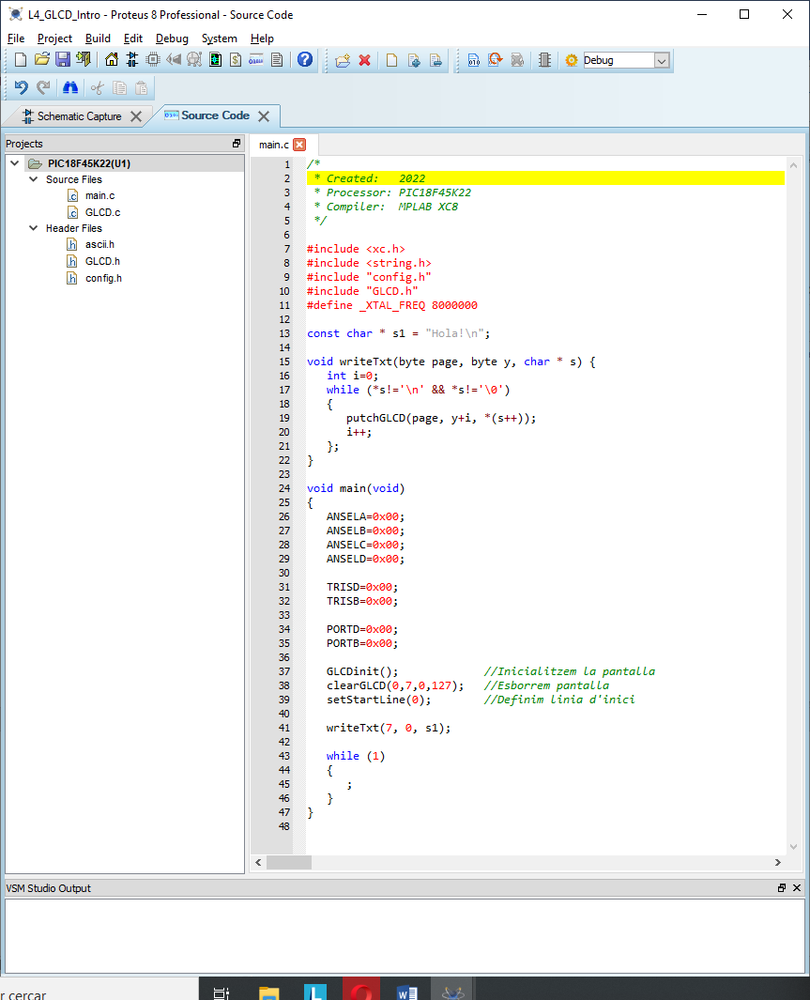 L4_GLCD_Intro - Proteus 8 Professional - Source Code
File Project Build Edit Debug System Help
Debug
Schematic Capture
Source Code
Projects
PIC18F45K22(U1)
Source Files
main.c
GLCD.c
Header Files
ascii.h
GLCD.h
config.h
main.c
1 /*
2 * Created: 2022
3 * Processor: PIC18F45K22
4 * Compiler: MPLAB XC8
5 */
6
7 #include <xc.h>
8 #include <string.h>
9 #include "config.h"
10 #include "GLCD.h"
11 #define _XTAL_FREQ 8000000
12
13 const char * s1 = "Hola!\n";
14
15 void writeTxt(byte page, byte y, char * s) {
16 int i=0;
17 while (*s!='\n' && *s!='\0')
18 {
19 putchGLCD(page, y+i, *(s++));
20 i++;
21 };
22 }
23
24 void main(void)
25 {
26 ANSELA=0x00;
27 ANSELB=0x00;
28 ANSELC=0x00;
29 ANSELD=0x00;
30
31 TRISD=0x00;
32 TRISB=0x00;
33
34 PORTD=0x00;
35 PORTB=0x00;
36
37 GLCDinit(); //Inicialitzem la pantalla
38 clearGLCD(0,7,0,127); //Esborrem pantalla
39 setStartLine(0); //Definim linia d'inici
40
41 writeTxt(7, 0, s1);
42
43 while (1)
44 {
45 ;
46 }
47 }
48
VSM Studio Output
r cercar